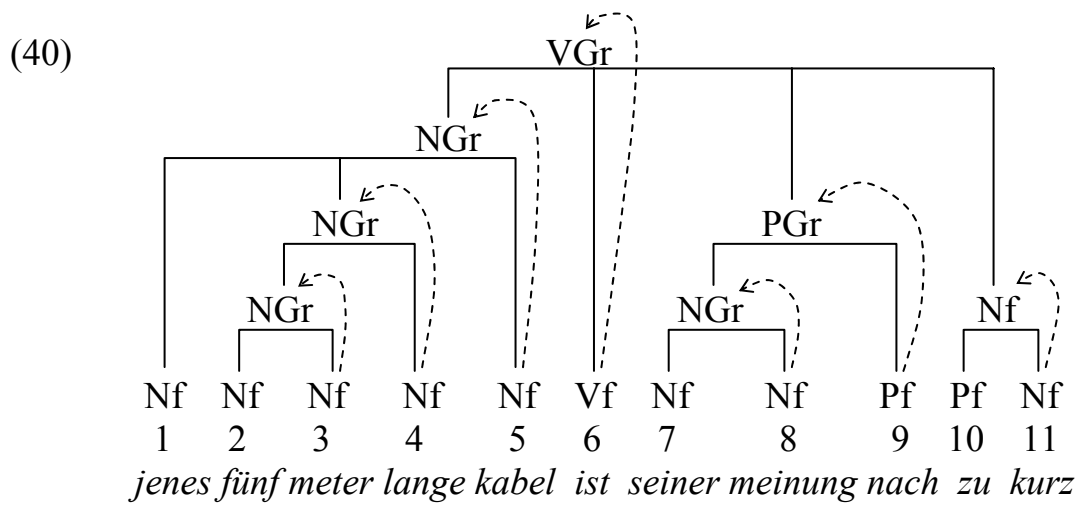 (40)
VGr
NGr
NGr PGr
NGr NGr Nf
Nf Nf Nf Nf Nf Vf Nf Nf Pf Pf Nf
1 2 3 4 5 6 7 8 9 10 11
jenes fünf meter lange kabel ist seiner meinung nach zu kurz